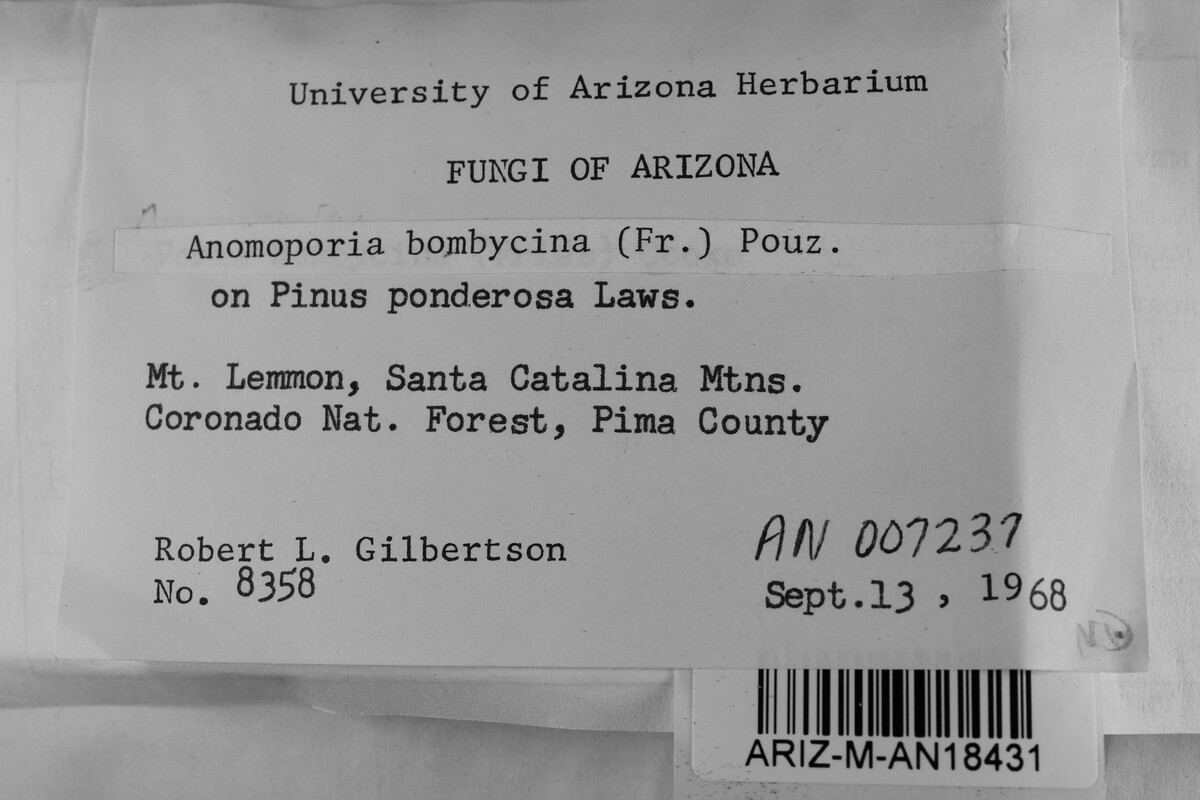 University of Arizona Herbarium
FUNGI OF ARIZONA
Anomoporia bombycina (Fr.) Pouz.
on Pinus ponderosa Laws.
Mt. Lemmon, Santa Catalina Mtns.
Coronado Nat. Forest, Pima County
Robert L. Gilbertson
No. 8358
AN 007237
Sept.13, 1968
ARIZ-M-AN18431